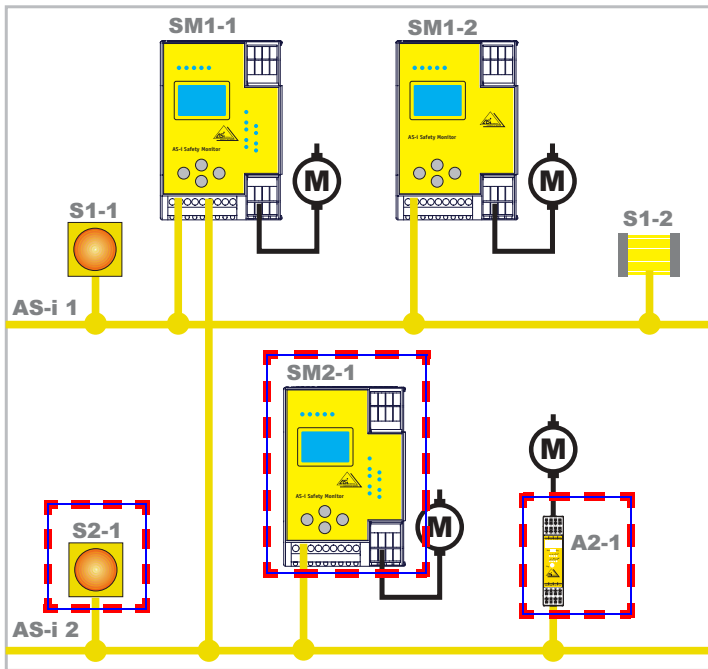 SM1-1
SM1-2
AS-i Safety Monitor
AS-i Safety Monitor
M
M
S1-1
S1-2
AS-i 1
SM2-1
M
AS-i Safety Monitor
S2-1
M
A2-1
AS-i 2